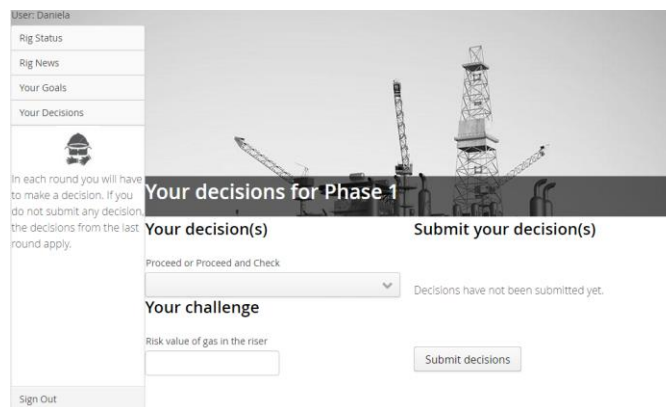 User: Daniela
Rig Status
Rig News
Your Goals
Your Decisions
In each round you will have
to make a decision. If you
do not submit any decision,
the decisions from the last
round apply.
Sign Out
Your decisions for Phase 1
Your decision(s)
Proceed or Proceed and Check
Your challenge
Risk value of gas in the riser
Submit your decision(s)
Decisions have not been submitted yet.
Submit decisions